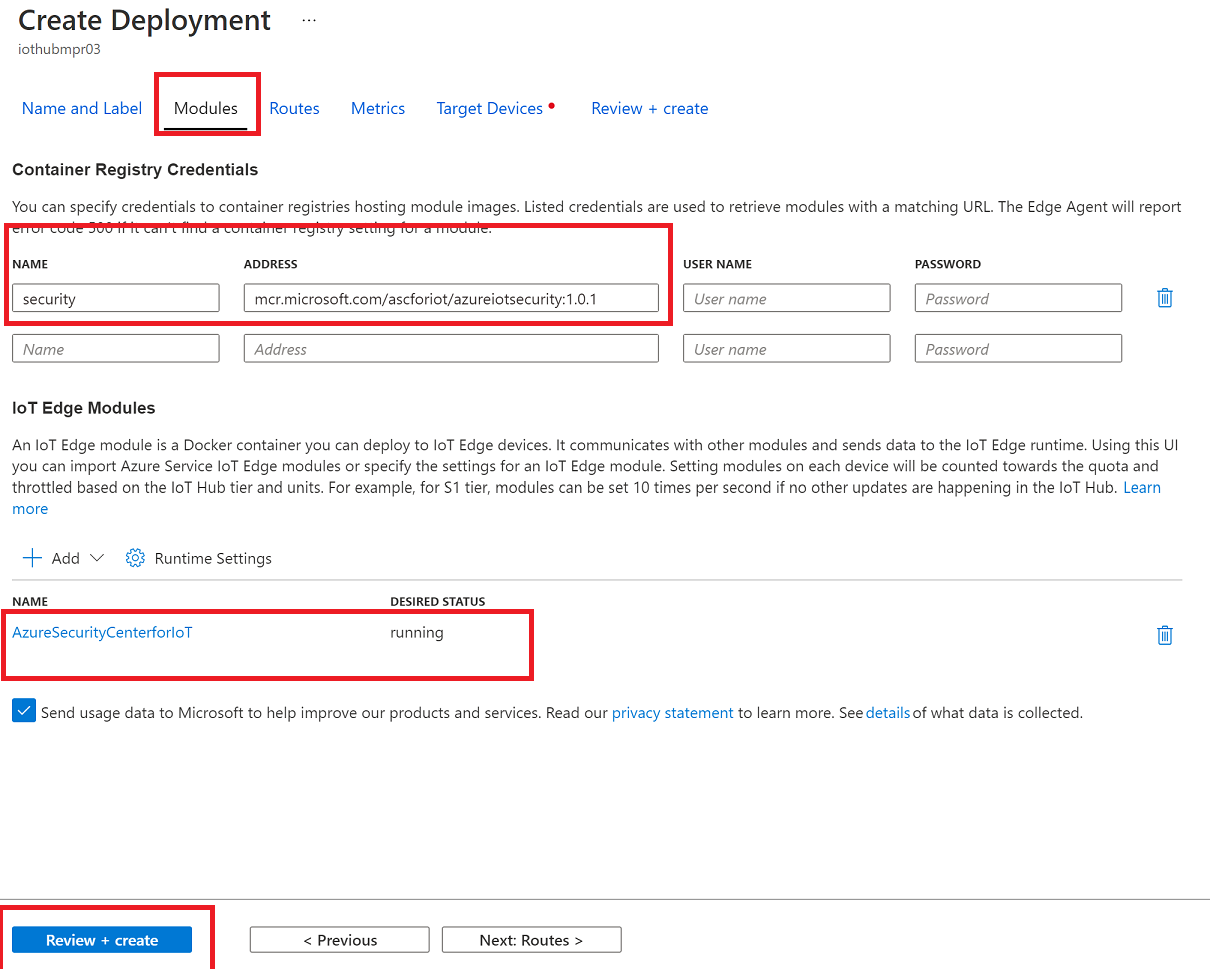 Create Deployment ...
iothubmpr03
Name and Label Modules Routes Metrics Target Devices Review + create
Container Registry Credentials
You can specify credentials to container registries hosting module images. Listed credentials are used to retrieve modules with a matching URL. The Edge Agent will report
error code 500 if it can't find a container registry setting for a module.
NAME ADDRESS USER NAME PASSWORD
security mcr.microsoft.com/ascforiot/azureiotsecurity:1.0.1 User name Password
Name Address User name Password
IoT Edge Modules
An IoT Edge module is a Docker container you can deploy to IoT Edge devices. It communicates with other modules and sends data to the IoT Edge runtime. Using this UI
you can import Azure Service IoT Edge modules or specify the settings for an IoT Edge module. Setting modules on each device will be counted towards the quota and
throttled based on the IoT Hub tier and units. For example, for S1 tier, modules can be set 10 times per second if no other updates are happening in the IoT Hub. Learn
more
Add Runtime Settings
NAME DESIRED STATUS
AzureSecurityCenterforIoT running
Send usage data to Microsoft to help improve our products and services. Read our privacy statement to learn more. See details of what data is collected.
Review + create < Previous Next: Routes >